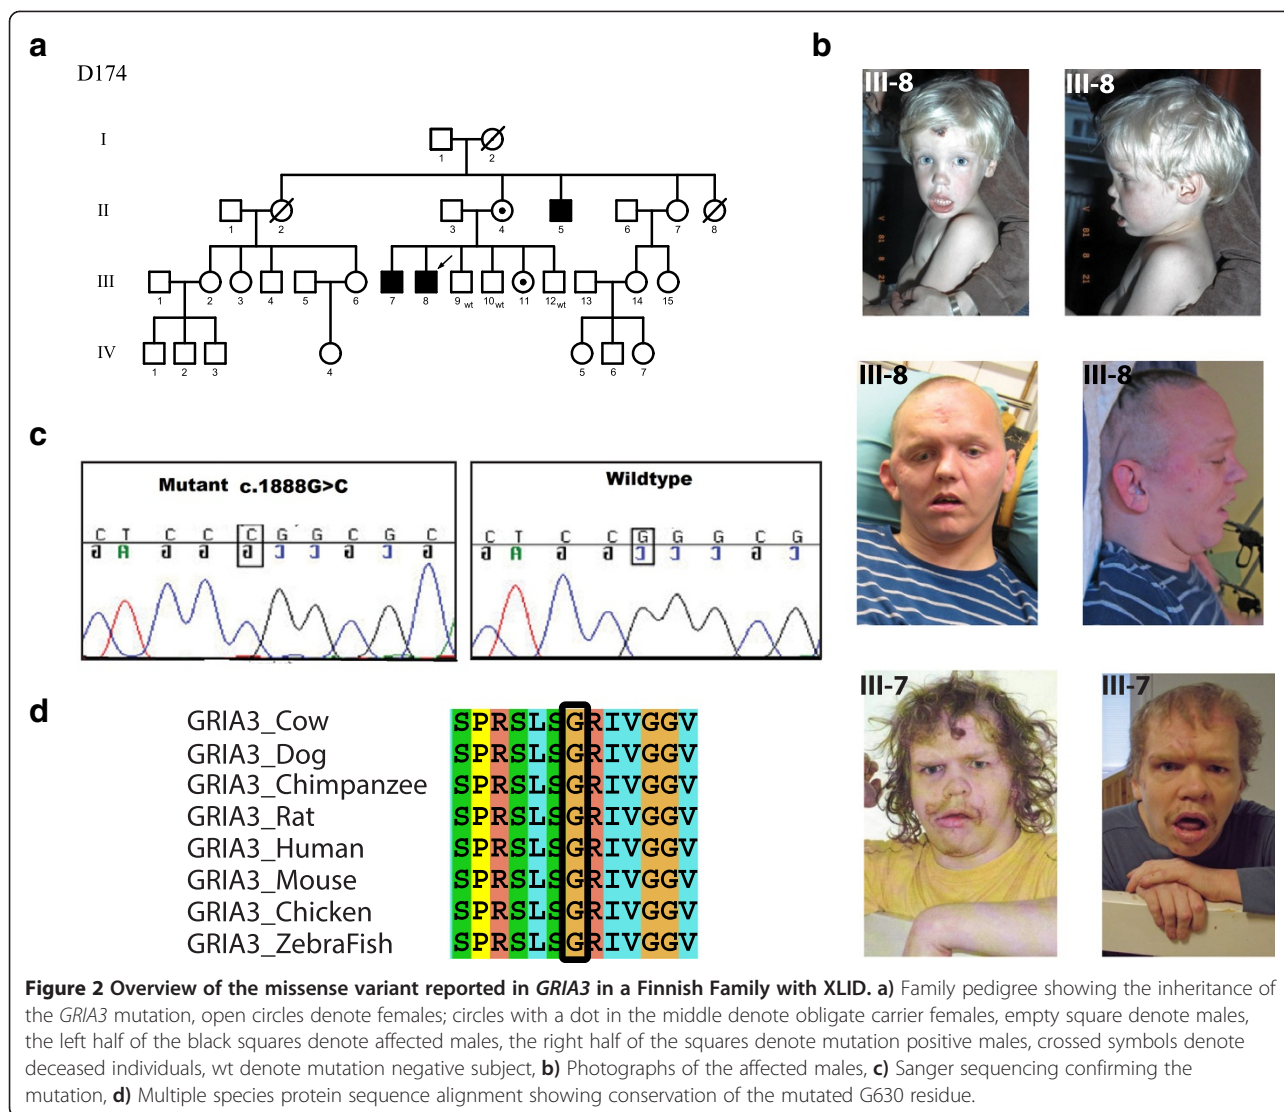 a
D174
I
1 2
II
1 2 3 4 5 6 7 8
III
1 2 3 4 5 6 7 8 9 wt 10 wt 11 12 wt 13 14 15
IV
1 2 3 4 5 6 7
b
III-8 III-8
III-8 III-8
III-7 III-7
c
Mutant c.1888G>C
C T C C C G G C G C
G A G G G C C G C G
Wildtype
C T C C G G G C G
G A G G C C C G C
d
GRIA3_Cow SPRSLSGRIVGGV
GRIA3_Dog SPRSLSGRIVGGV
GRIA3_Chimpanzee SPRSLSGRIVGGV
GRIA3_Rat SPRSLSGRIVGGV
GRIA3_Human SPRSLSGRIVGGV
GRIA3_Mouse SPRSLSGRIVGGV
GRIA3_Chicken SPRSLSGRIVGGV
GRIA3_ZebraFish SPRSLSGRIVGGV
Figure 2 Overview of the missense variant reported in GRIA3 in a Finnish Family with XLID. a) Family pedigree showing the inheritance of
the GRIA3 mutation, open circles denote females; circles with a dot in the middle denote obligate carrier females, empty square denote males,
the left half of the black squares denote affected males, the right half of the squares denote mutation positive males, crossed symbols denote
deceased individuals, wt denote mutation negative subject, b) Photographs of the affected males, c) Sanger sequencing confirming the
mutation, d) Multiple species protein sequence alignment showing conservation of the mutated G630 residue.